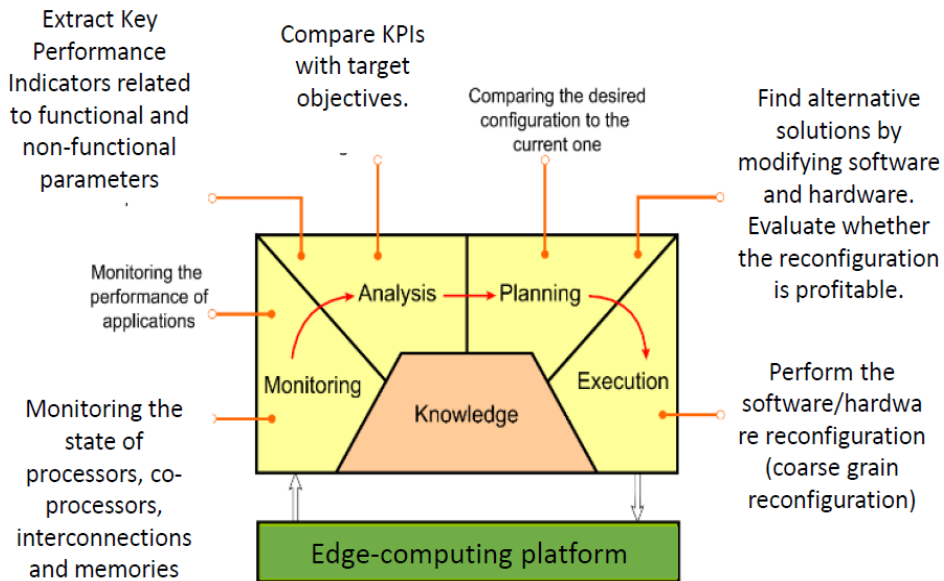 Extract Key
Performance
Indicators related
to functional and
non-functional
parameters
Compare KPIs
with target
objectives.
Comparing the desired
configuration to the
current one
Find alternative
solutions by
modifying software
and hardware.
Evaluate whether
the reconfiguration
is profitable.
Monitoring the
performance of
applications
Analysis
Planning
Monitoring
Execution
Knowledge
Monitoring the
state of
processors, co-
processors,
interconnections
and memories
Perform the
software/hardwa
re reconfiguration
(coarse grain
reconfiguration)
Edge-computing platform